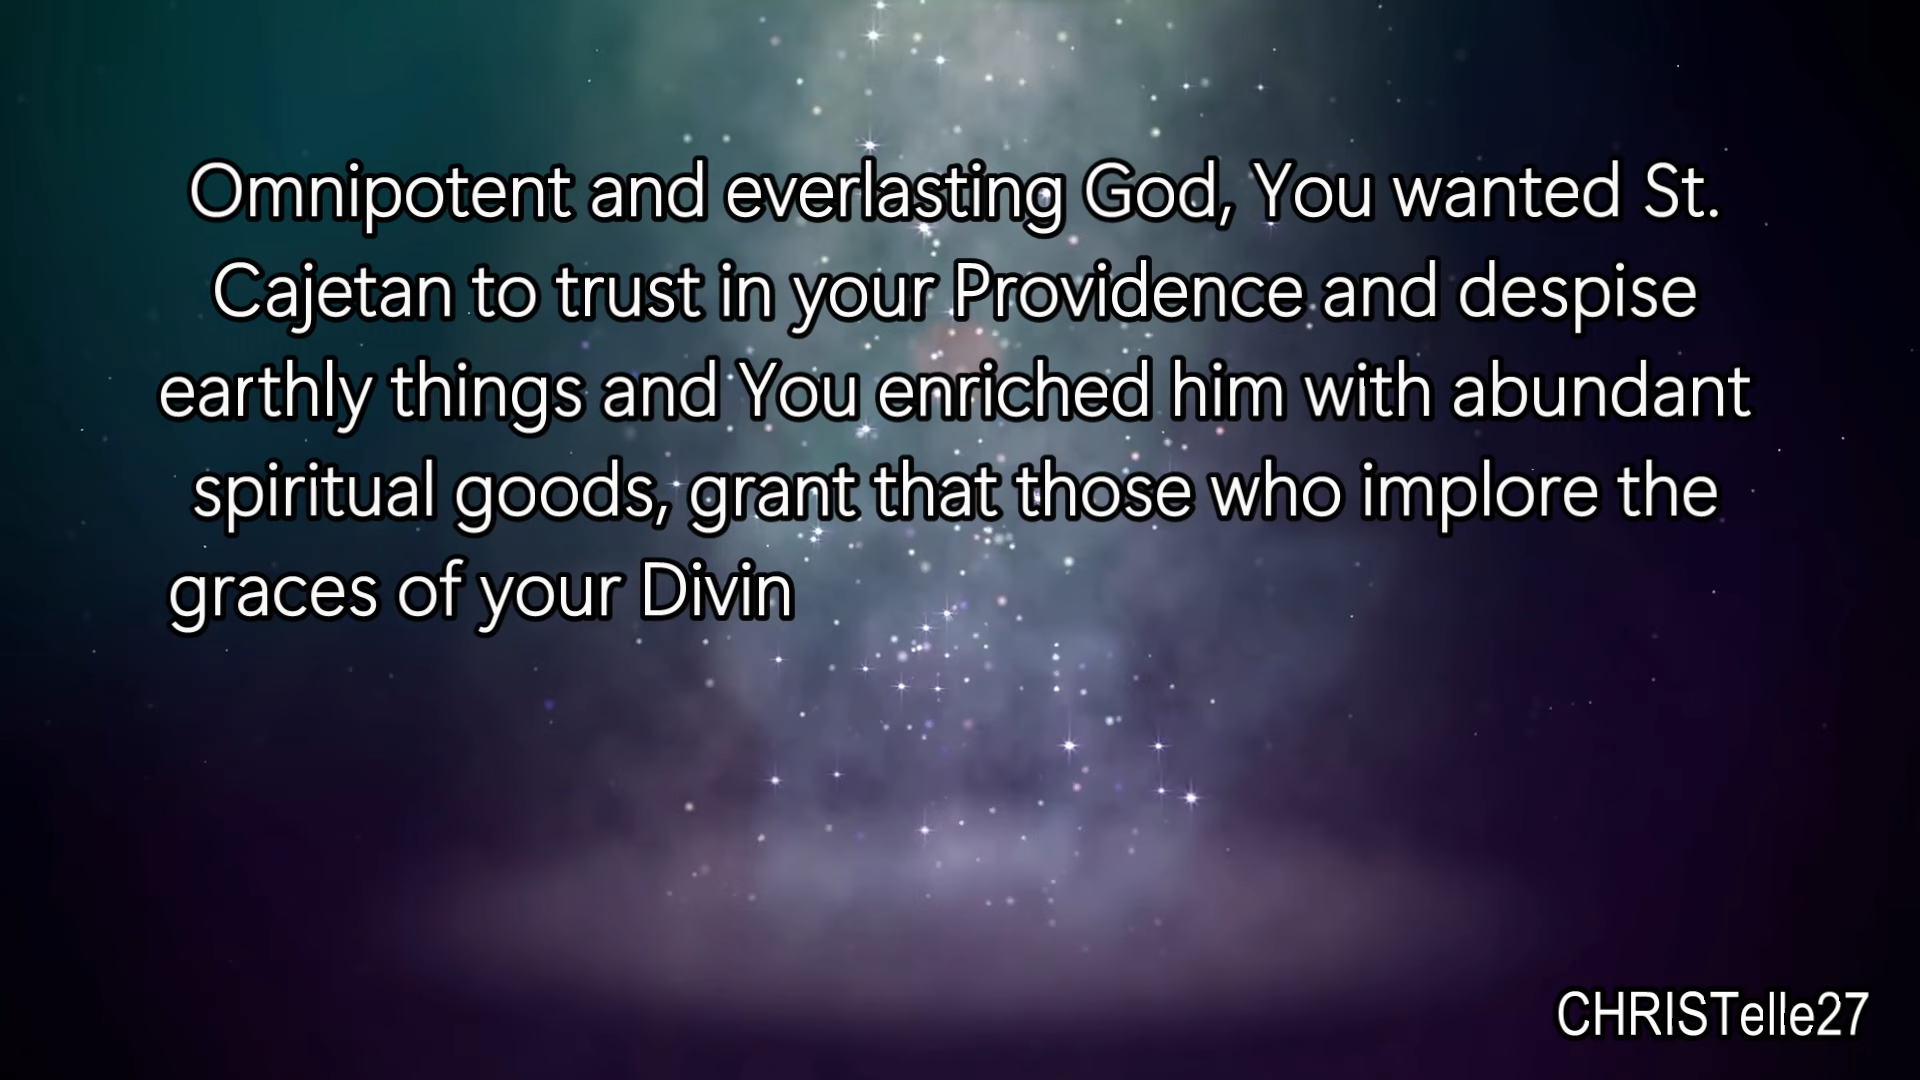 Omnipotent and everlasting God, You wanted St.
Cajetan to trust in your Providence and despise
earthly things and You enriched him with abundant
spiritual goods, grant that those who implore the
graces of your Divin
CHRISTelle27